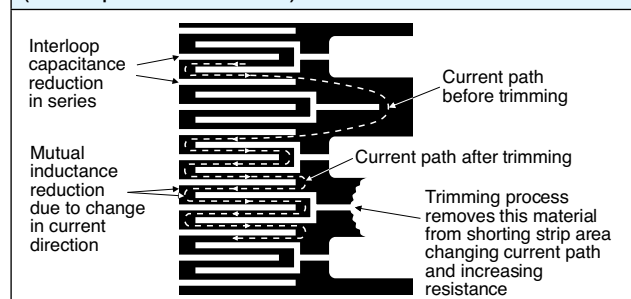 Interloop
capacitance
reduction
in series
Current path
before trimming
Mutual
inductance
reduction
due to change
in current
direction
Current path after trimming
Trimming process
removes this material
from shorting strip area
changing current path
and increasing
resistance